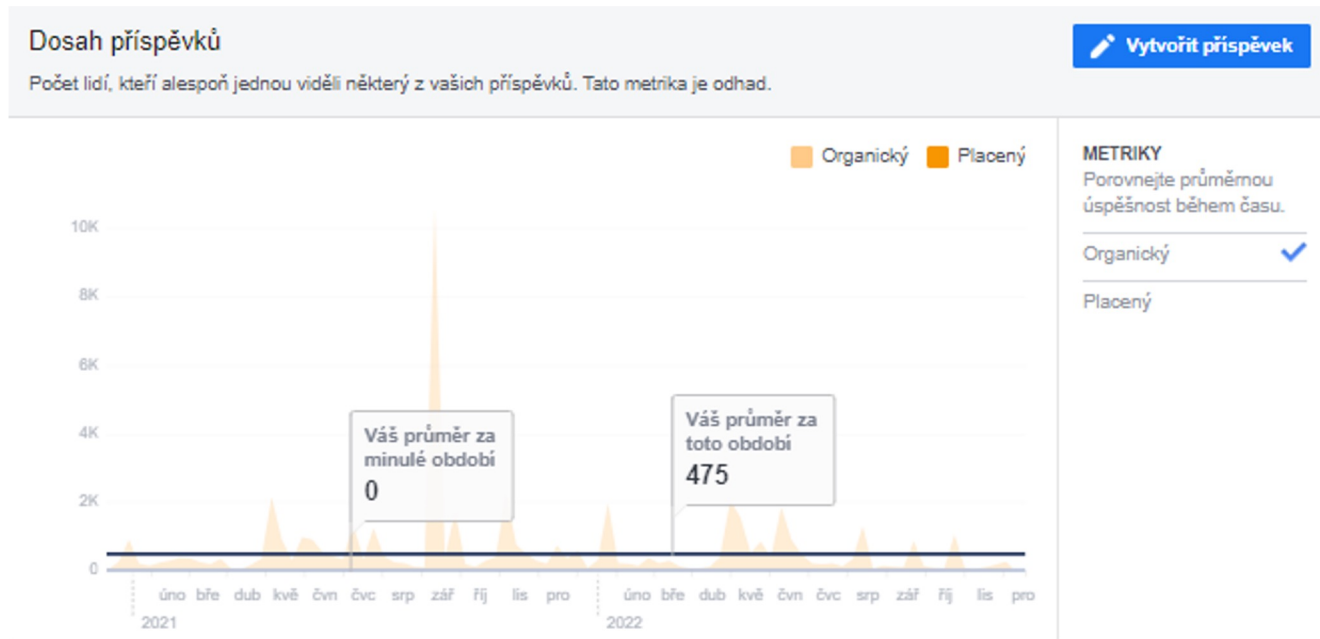 Dosah příspěvků
Vytvořit příspěvek
Počet lidí, kteří alespoň jednou viděli některý z vašich příspěvků. Tato metrika je odhad.
Organický Placený
METRIKY
Porovnejte průměrnou
úspěšnost během času.
Organický
Placený
10K
8K
6K
4K
2K
0
Váš průměr za
minulé období
0
Váš průměr za
toto období
475
úno bře dub kvě čvn čvc srp zář říj lis pro úno bře dub kvě čvn čvc srp zář říj lis pro
2021 2022